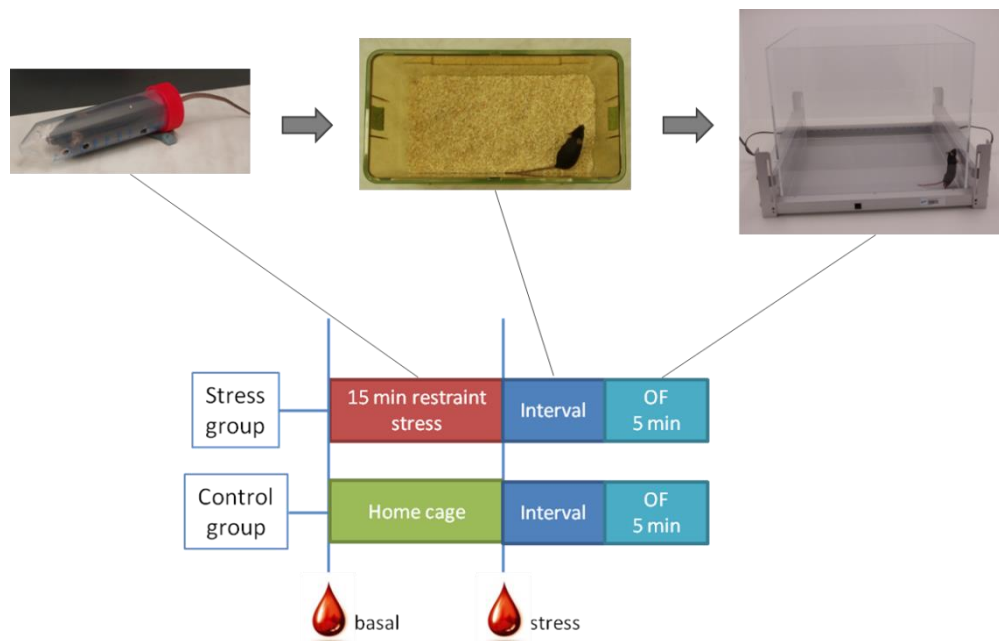 Stress
group
15 min restraint
stress
Interval
OF
5 min
Control
group
Home cage
Interval
OF
5 min
basal
stress